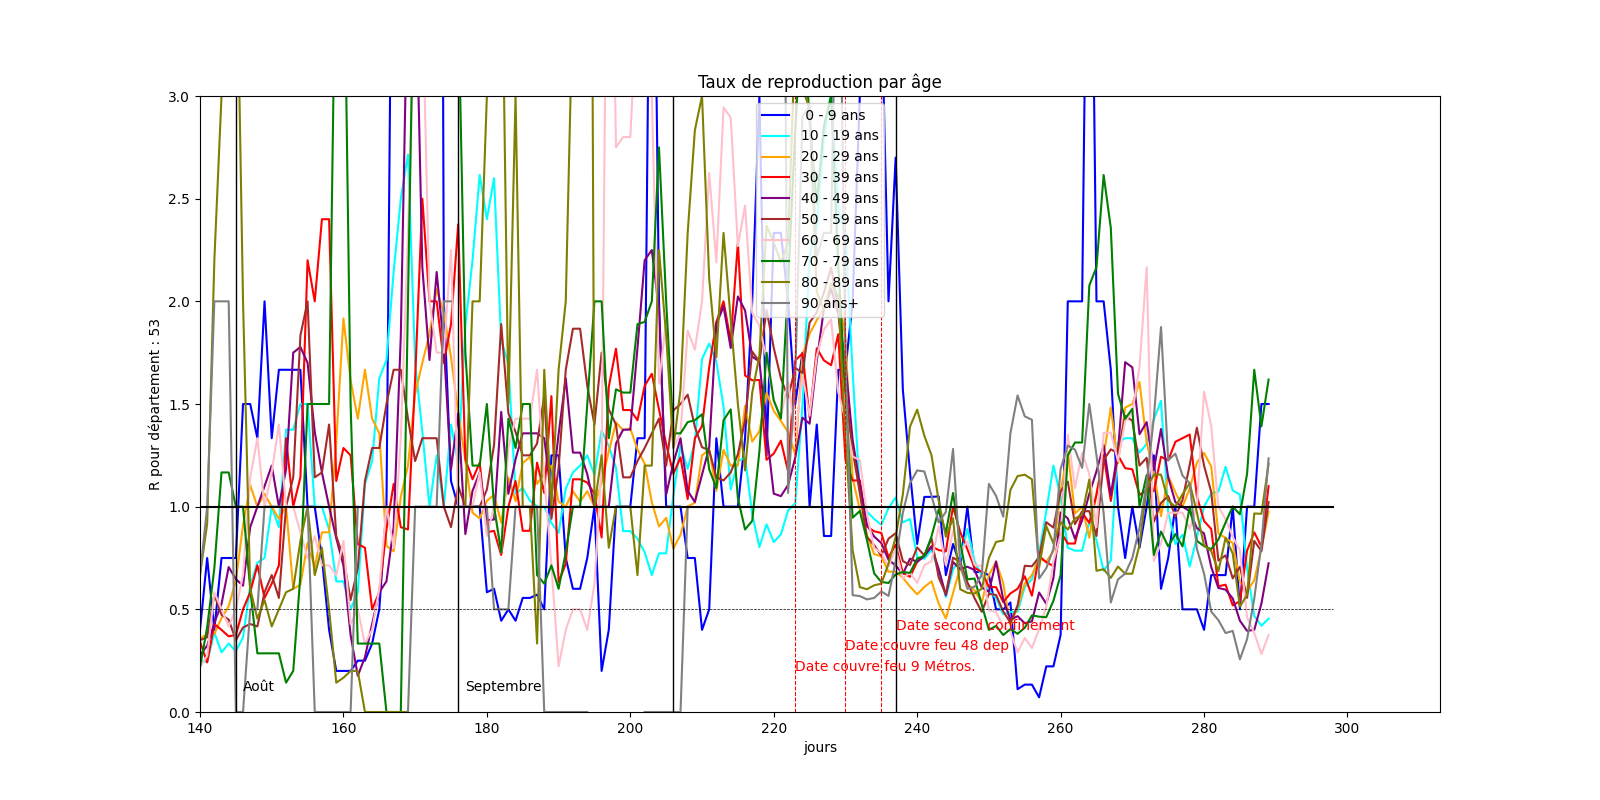 Taux de reproduction par âge
R pour département : 53
3.0
2.5
2.0
1.5
1.0
0.5
0.0
0 - 9 ans
10 - 19 ans
20 - 29 ans
30 - 39 ans
40 - 49 ans
50 - 59 ans
60 - 69 ans
70 - 79 ans
80 - 89 ans
90 ans+
Date second confinement
Date couvre feu 48 dep
Date couvre feu 9 Métros.
Août
Septembre
140 160 180 200 220 240 260 280 300
jours